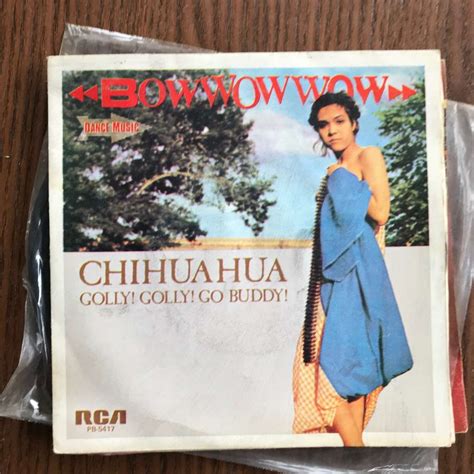 BOWWOWWOW
DANCE MUSIC
CHIHUAHUA
GOLLY! GOLLY! GO BUDDY!
RCA
PB-5417